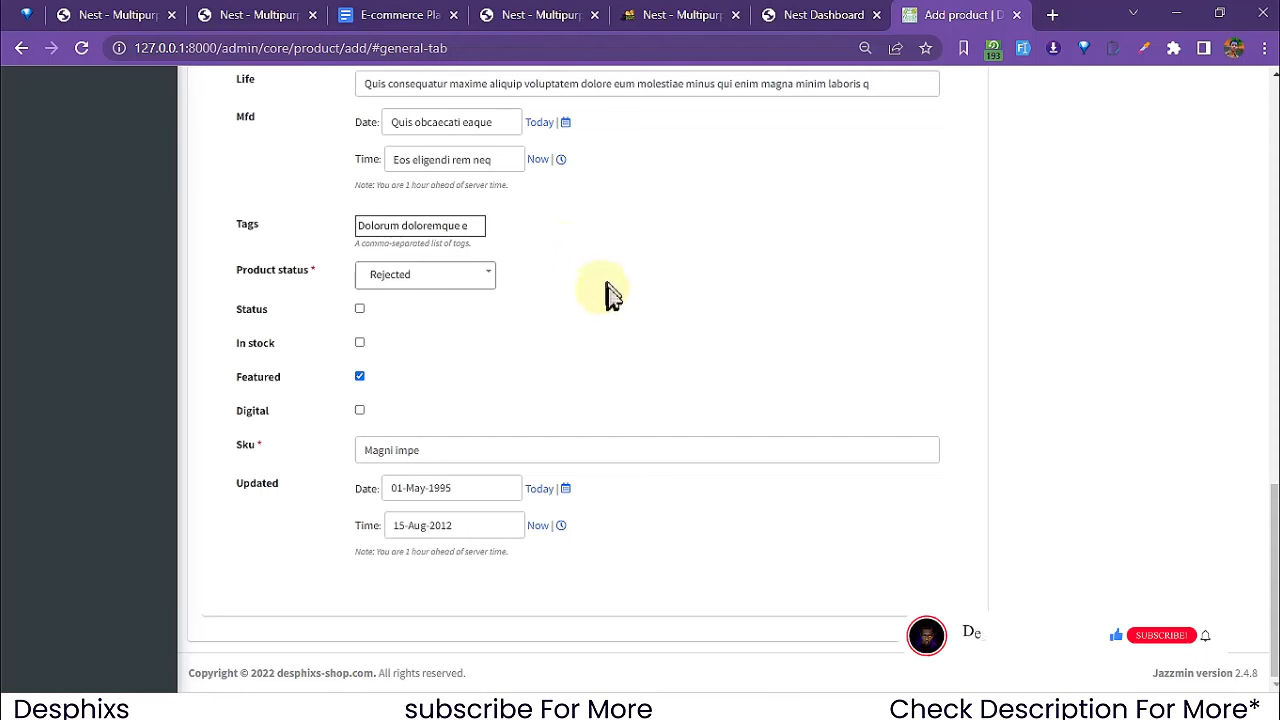 Nest - Multipurp
Nest - Multipurp
E-commerce Plan
Nest - Multipurp
Nest - Multipurp
Nest Dashboard
Add product | D
127.0.0.1:8000/admin/core/product/add/#general-tab
193
Life
Quis consequatur maxime aliquip voluptatem dolore eum molestiae minus qui enim magna minim laboris q
Mfd
Date: Quis obcaecati eaque Today |
Time: Eos eligendi rem neq Now |
Note: You are 1 hour ahead of server time.
Tags
Dolorum doloremque e
A comma-separated list of tags.
Product status *
Rejected
Status
In stock
Featured
Digital
Sku *
Magni impe
Updated
Date: 01-May-1995 Today |
Time: 15-Aug-2012 Now |
Note: You are 1 hour ahead of server time.
De
SUBSCRIBE!
Copyright © 2022 desphixs-shop.com. All rights reserved.
Jazzmin version 2.4.8
Desphixs
subscribe For More
Check Description For More*